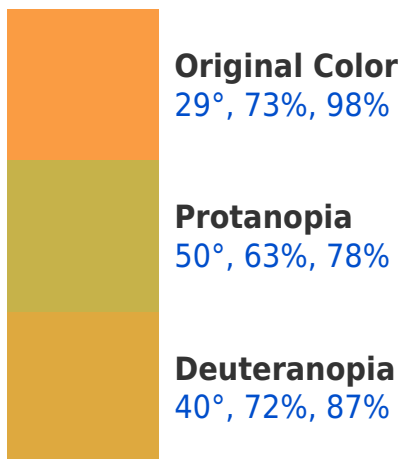 Original Color
29°, 73%, 98%
Protanopia
50°, 63%, 78%
Deuteranopia
40°, 72%, 87%